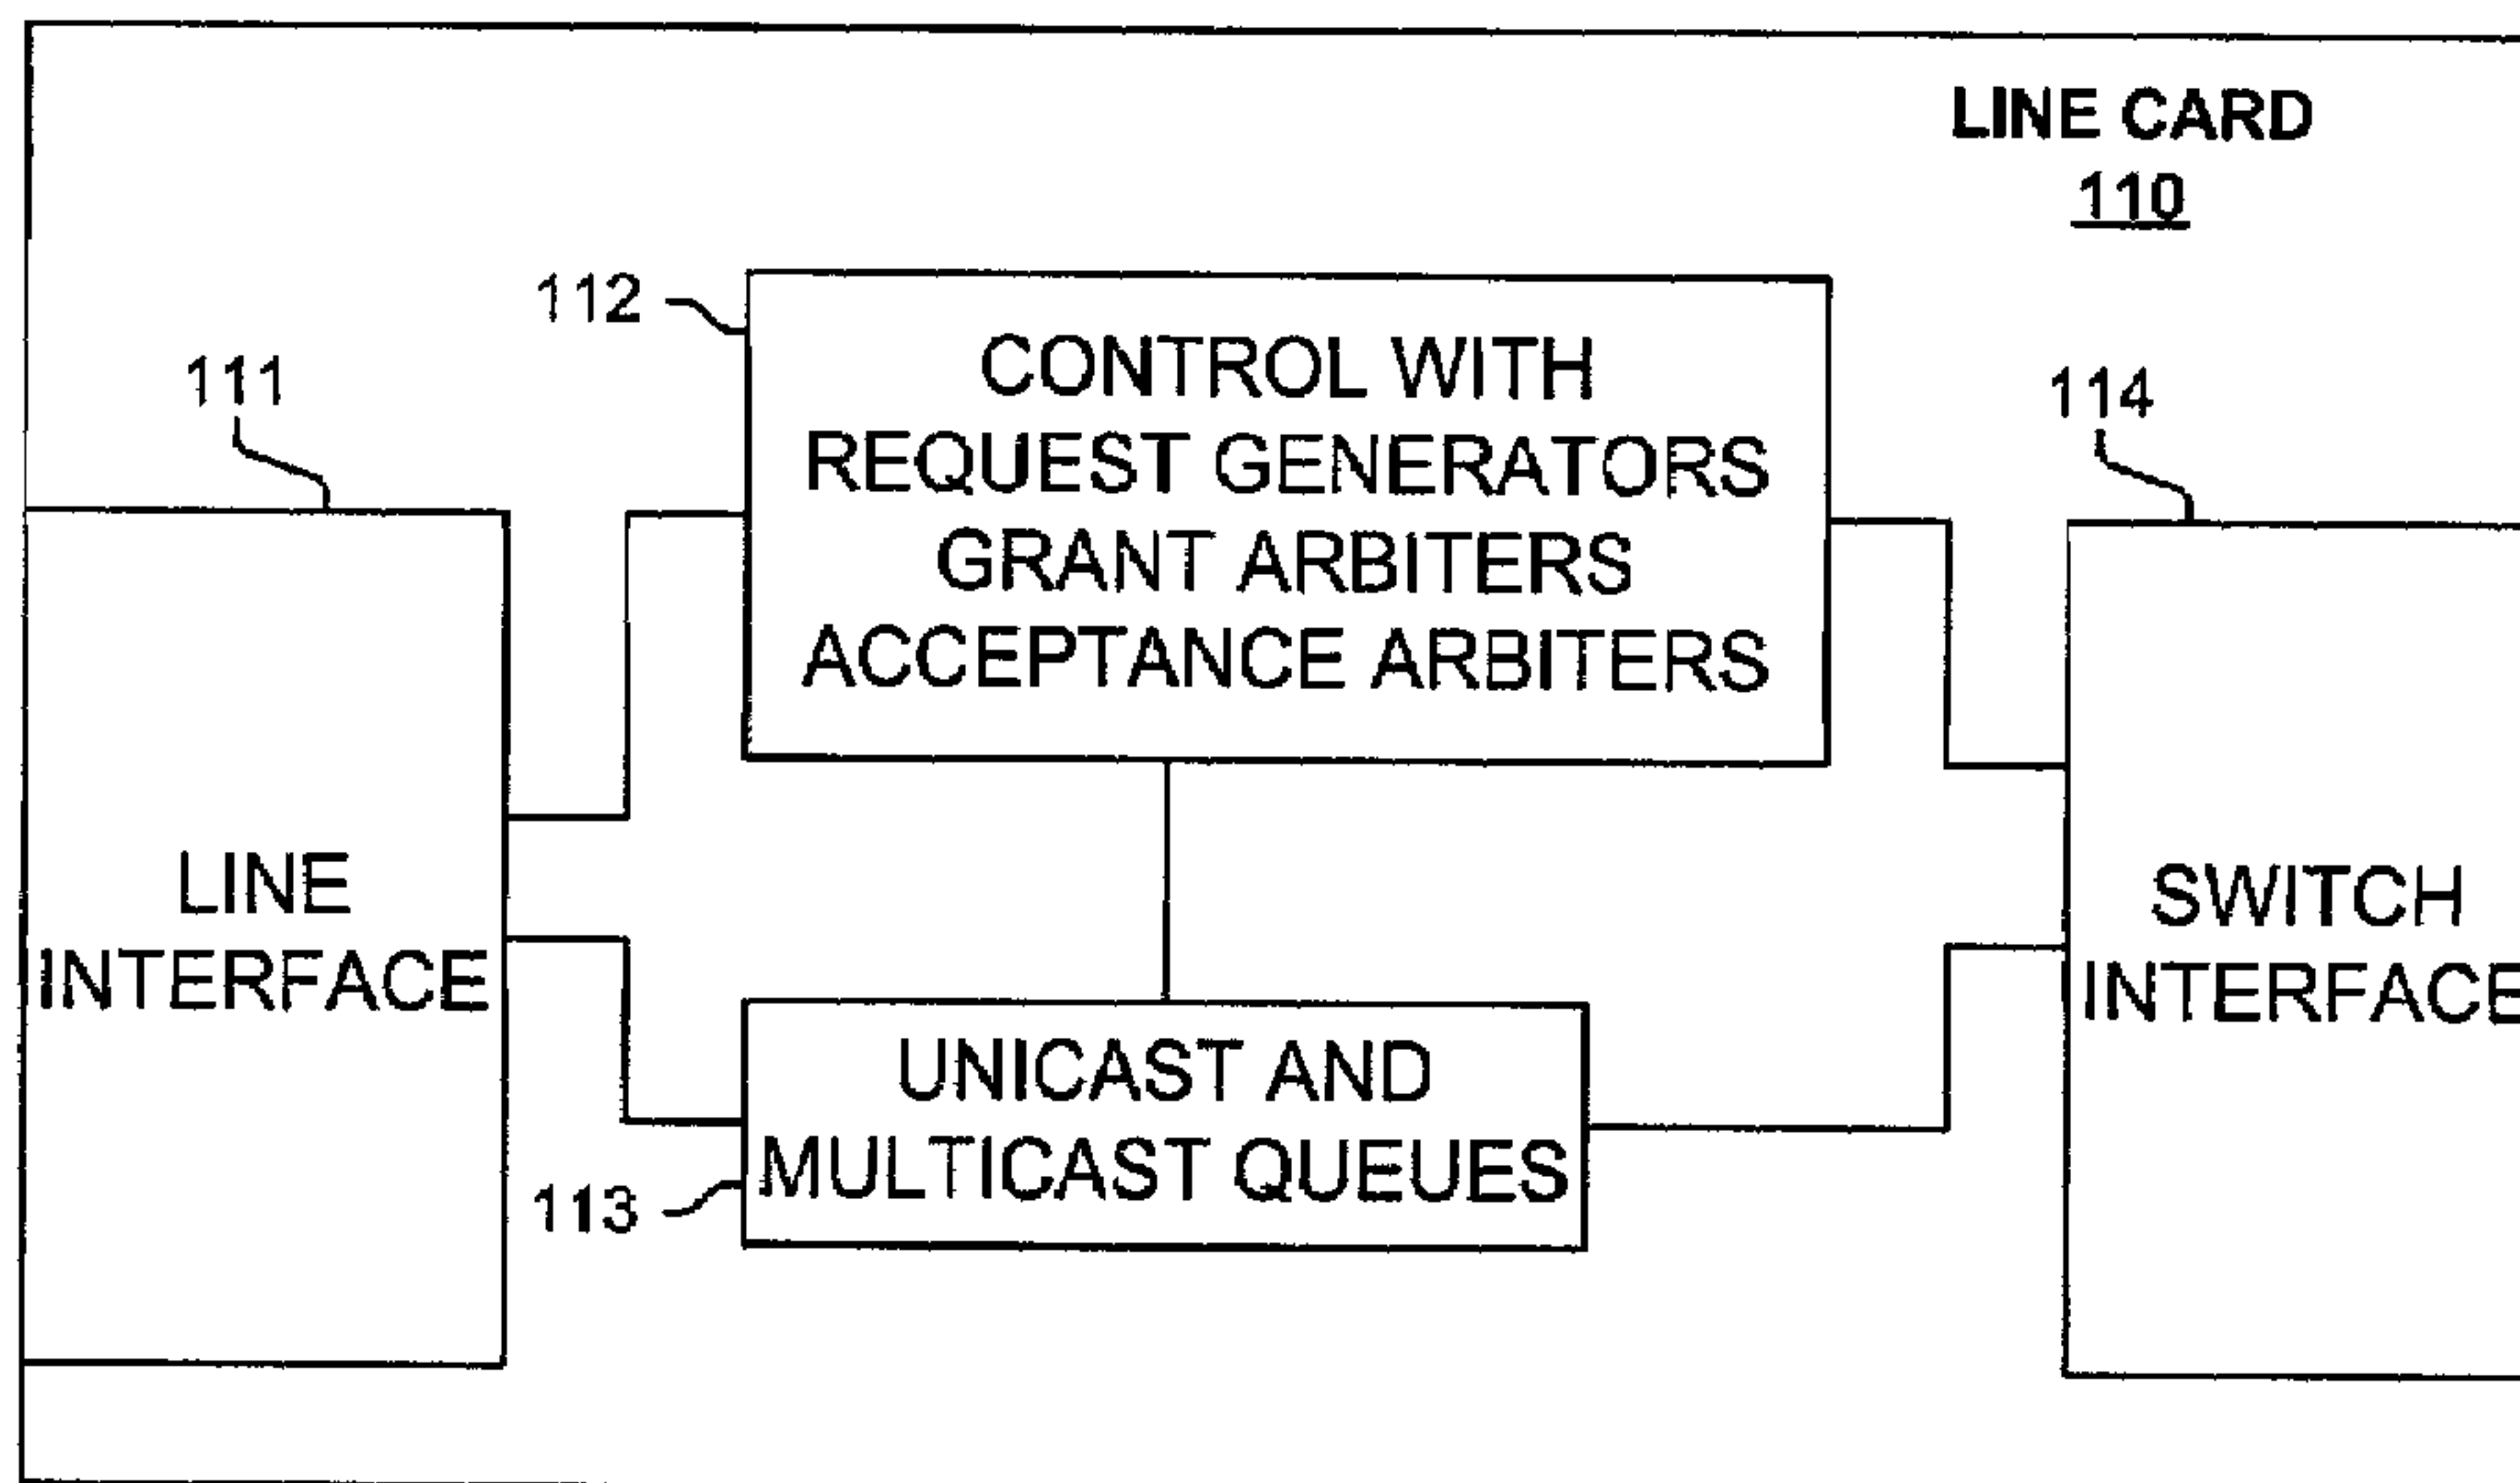 LINE CARD
110
112
CONTROL WITH
REQUEST GENERATORS
GRANT ARBITERS
ACCEPTANCE ARBITERS
111
114
LINE
INTERFACE
SWITCH
INTERFACE
UNICAST AND
MULTICAST QUEUES
113